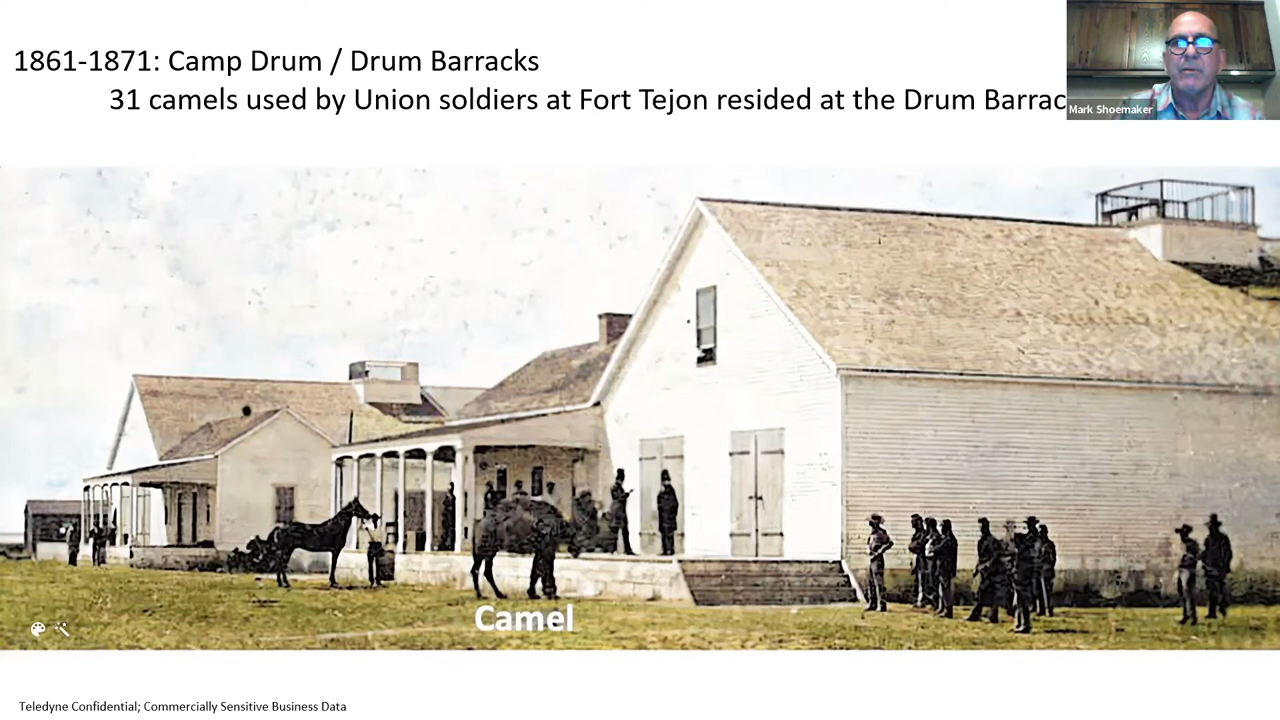 1861-1871: Camp Drum / Drum Barracks
31 camels used by Union soldiers at Fort Tejon resided at the Drum Barrac
Mark Shoemaker
Camel
Teledyne Confidential; Commercially Sensitive Business Data